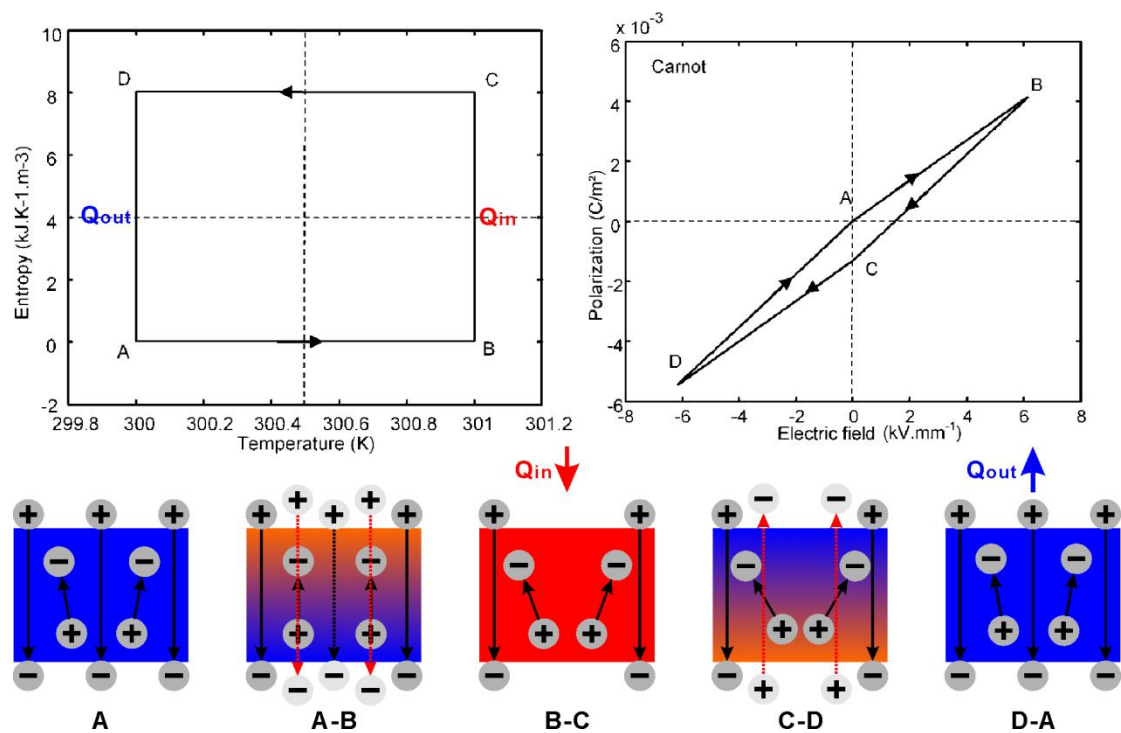 10
8
6
4
2
0
-2
Entropy (kJ.K-1.m-3)
D
C
A
B
Qout
Qin
299.8
300
300.2
300.4
300.6
300.8
301
301.2
Temperature (K)
x 10⁻³
6
4
2
0
-2
-4
-6
Polarization (C/m²)
Carnot
A
B
C
D
-8
-6
-4
-2
0
2
4
6
8
Electric field (kV.mm⁻¹)
Qin
Qout
+ + +
− −
+ +
− − −
+ + + + +
− −
+ +
− − − − −
+ +
− −
+ +
+ − − +
− −
+ +
− + + −
+ + +
− −
+ +
− − −
A
A-B
B-C
C-D
D-A